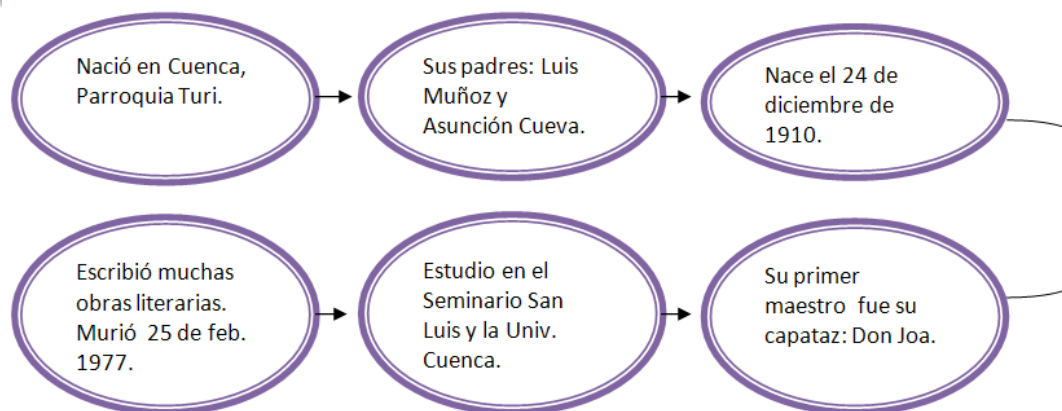 Nació en Cuenca,
Parroquia Turi.
Sus padres: Luis
Muñoz y
Asunción Cueva.
Nace el 24 de
diciembre de
1910.
Escribió muchas
obras literarias.
Murió 25 de feb.
1977.
Estudio en el
Seminario San
Luis y la Univ.
Cuenca.
Su primer
maestro fue su
capataz: Don Joa.